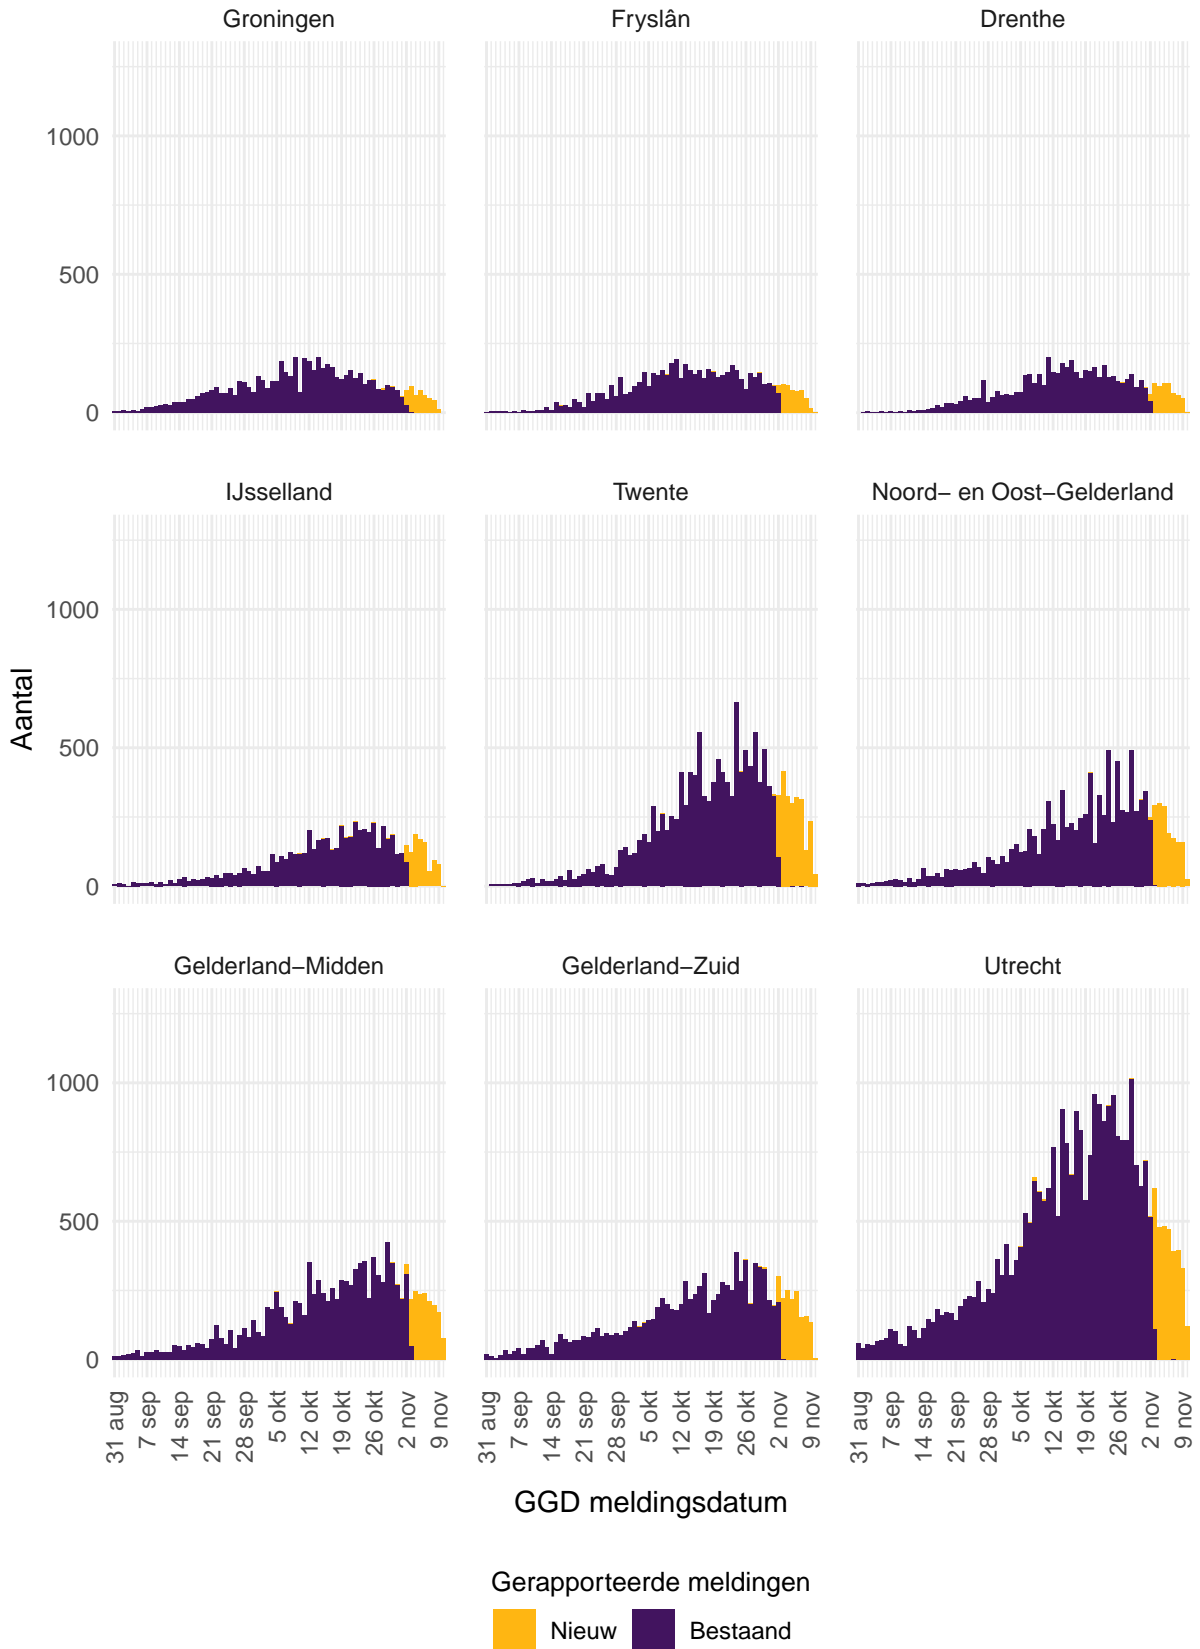 Groningen Fryslân Drenthe
1000
500
0
IJsselland Twente Noord− en Oost−Gelderland
1000
500
0
Gelderland−Midden Gelderland−Zuid Utrecht
1000
500
0
Aantal
31 aug 7 sep 14 sep 21 sep 28 sep 5 okt 12 okt 19 okt 26 okt 2 nov 9 nov
31 aug 7 sep 14 sep 21 sep 28 sep 5 okt 12 okt 19 okt 26 okt 2 nov 9 nov
31 aug 7 sep 14 sep 21 sep 28 sep 5 okt 12 okt 19 okt 26 okt 2 nov 9 nov
GGD meldingsdatum
Gerapporteerde meldingen
Nieuw Bestaand